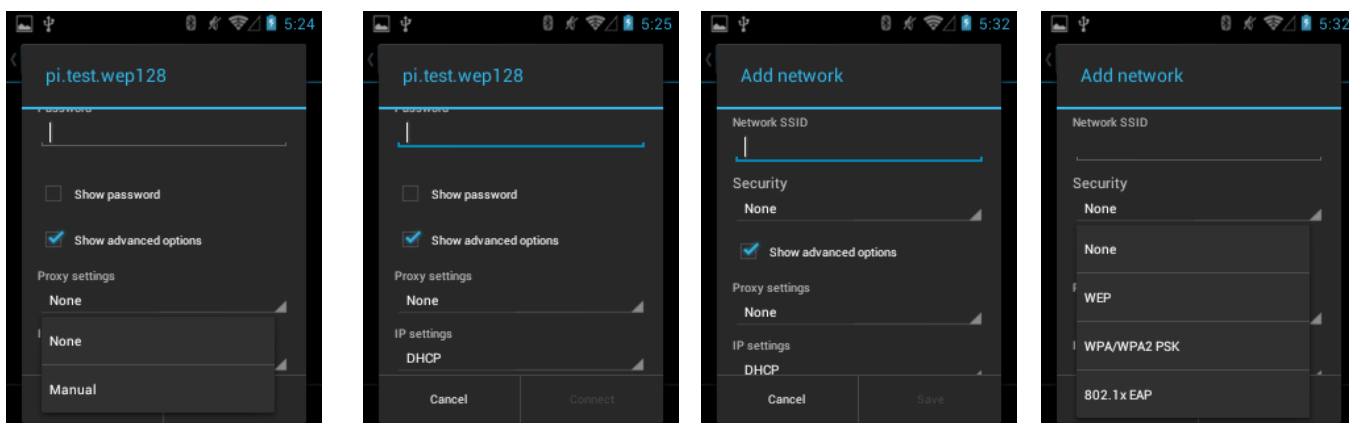 5:24
pi.test.wep128
Password
Show password
Show advanced options
Proxy settings
None
None
Manual
5:25
pi.test.wep128
Password
Show password
Show advanced options
Proxy settings
None
IP settings
DHCP
Cancel
Connect
5:32
Add network
Network SSID
Security
None
Show advanced options
Proxy settings
None
IP settings
DHCP
Cancel
Save
5:32
Add network
Network SSID
Security
None
None
WEP
WPA/WPA2 PSK
802.1x EAP